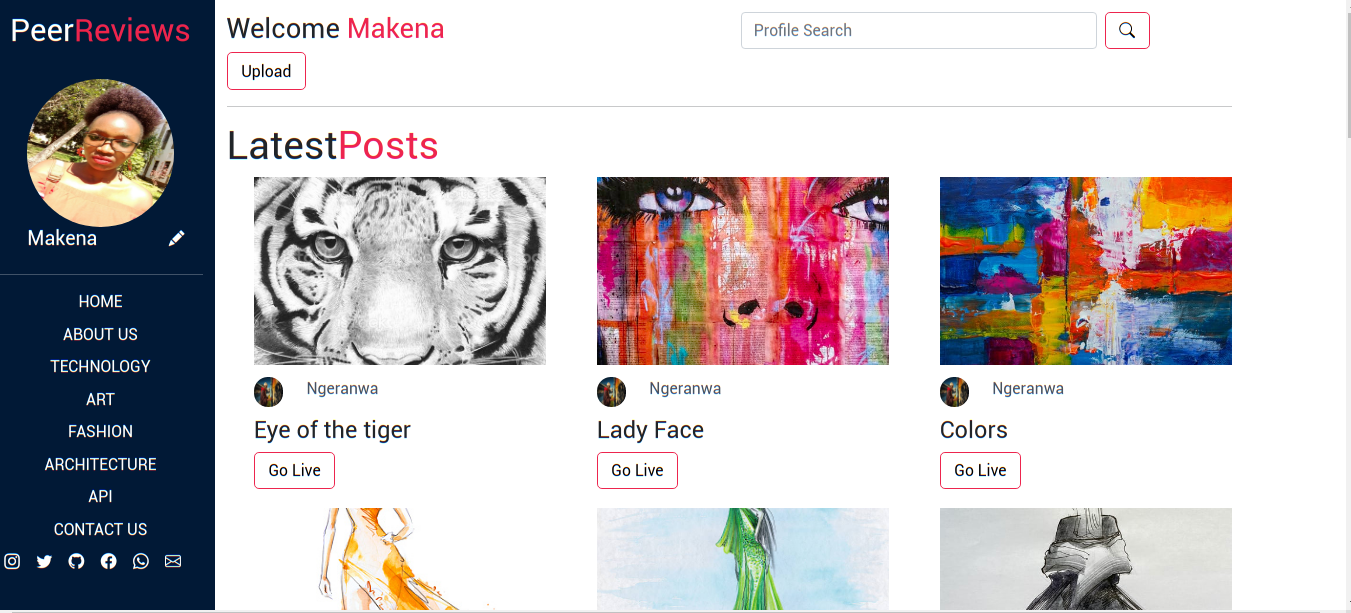 PeerReviews
Makena
HOME
ABOUT US
TECHNOLOGY
ART
FASHION
ARCHITECTURE
API
CONTACT US
Welcome Makena
Profile Search
Upload
LatestPosts
Ngeranwa
Eye of the tiger
Go Live
Ngeranwa
Lady Face
Go Live
Ngeranwa
Colors
Go Live